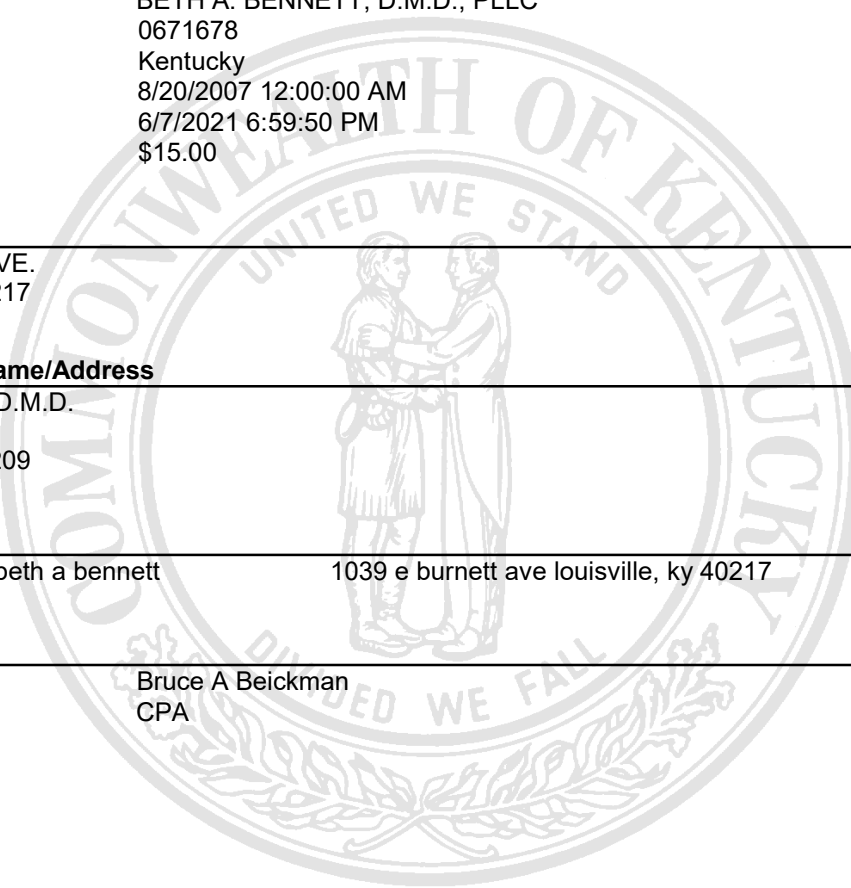 BETH A. BENNETT, D.M.D., PLLC
0671678
Kentucky
8/20/2007 12:00:00 AM
6/7/2021 6:59:50 PM
$15.00
VE.
217
ame/Address
D.M.D.
209
beth a bennett 1039 e burnett ave louisville, ky 40217
Bruce A Beickman
CPA
COMMONWEALTH OF KENTUCKY
UNITED WE STAND
DIVIDED WE FALL